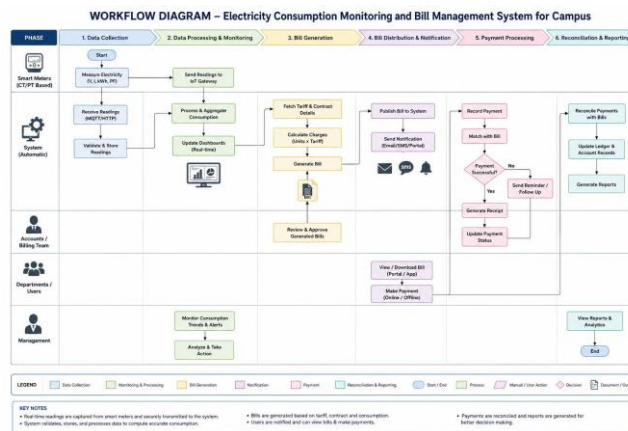 WORKFLOW DIAGRAM – Electricity Consumption Monitoring and Bill Management System for Campus
PHASE
1. Data Collection
2. Data Processing & Monitoring
3. Bill Generation
4. Bill Distribution & Notification
5. Payment Processing
6. Reconciliation & Reporting
Smart Meters
(CT/PT Based)
Start
Measure Electricity
(V, I, kWh, PF)
Send Readings to
IoT Gateway
System
(Automatic)
Receive Readings
(MQTT/HTTP)
Validate & Store
Readings
Process & Aggregate
Consumption
Update Dashboards
(Real-time)
Fetch Tariff & Contract
Details
Calculate Charges
(Units × Tariff)
Generate Bill
Publish Bill to System
Send Notification
(Email/SMS/Portal)
SMS
Record Payment
Match with Bill
Payment
Successful?
No
Yes
Send Reminder /
Follow Up
Generate Receipt
Update Payment
Status
Reconcile Payments
with Bills
Update Ledger &
Account Records
Generate Reports
Accounts /
Billing Team
Review & Approve
Generated Bills
Departments /
Users
View / Download Bill
(Portal / App)
Make Payment
(Online / Offline)
Management
Monitor Consumption
Trends & Alerts
Analyze & Take
Action
View Reports &
Analytics
End
LEGEND
Data Collection
Monitoring & Processing
Bill Generation
Notification
Payment
Reconciliation & Reporting
Start / End
Process
Manual / User Action
Decision
Document /
KEY NOTES
• Real-time readings are captured from smart meters and securely transmitted to the system.
• System validates, stores, and processes data to compute accurate consumption.
• Bills are generated based on tariff, contract and consumption.
• Users are notified and can view bills & make payments.
• Payments are reconciled and reports are generated for
better decision making.